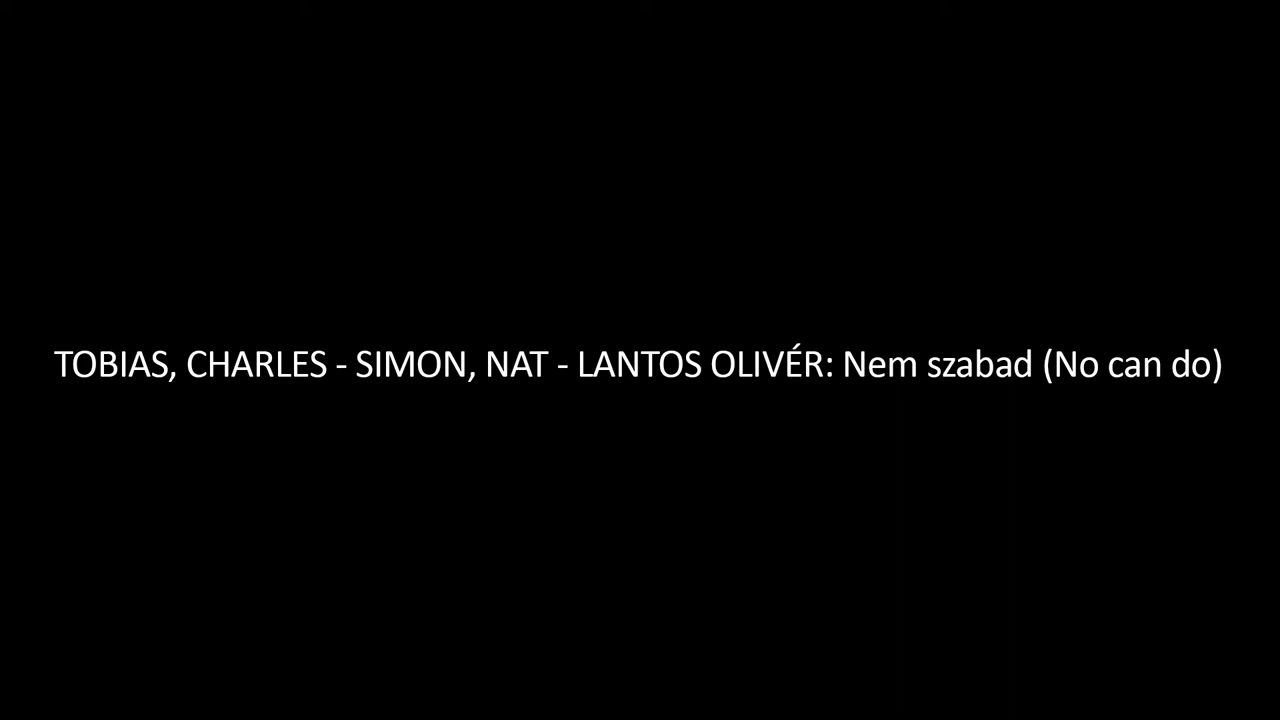 TOBIAS, CHARLES - SIMON, NAT - LANTOS OLIVÉR: Nem szabad (No can do)